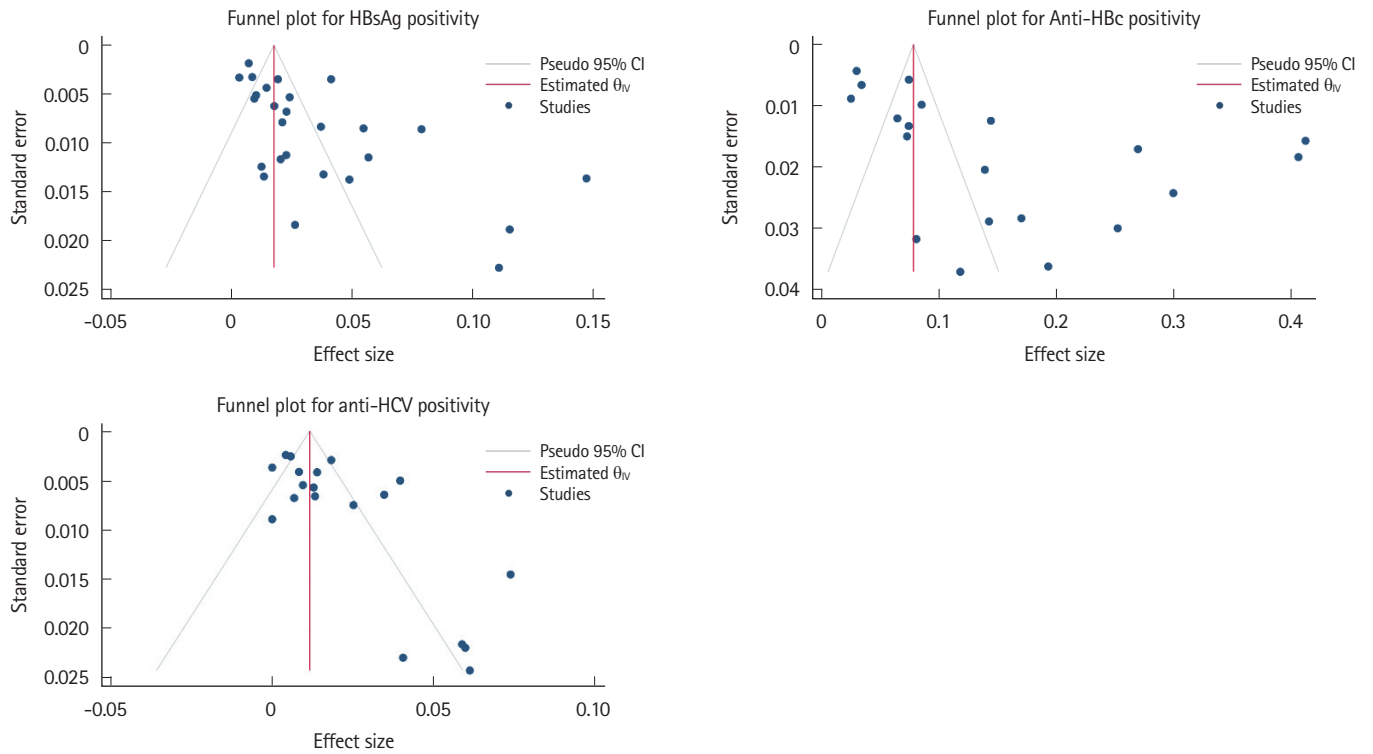 Funnel plot for HBsAg positivity
0
0.005
0.010
0.015
0.020
0.025
Standard error
-0.05
0
0.05
0.10
0.15
Effect size
Pseudo 95% CI
Estimated θIV
Studies
Funnel plot for Anti-HBc positivity
0
0.01
0.02
0.03
0.04
Standard error
0
0.1
0.2
0.3
0.4
Effect size
Pseudo 95% CI
Estimated θIV
Studies
Funnel plot for anti-HCV positivity
0
0.005
0.010
0.015
0.020
0.025
Standard error
-0.05
0
0.05
0.10
Effect size
Pseudo 95% CI
Estimated θIV
Studies